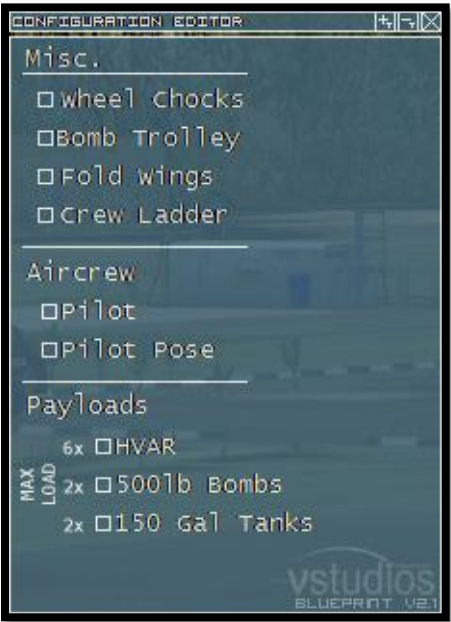 CONFIGURATION EDITOR
Misc.
Wheel Chocks
Bomb Trolley
Fold Wings
Crew Ladder
Aircrew
Pilot
Pilot Pose
Payloads
MAX LOAD
6x HVAR
2x 500lb Bombs
2x 150 Gal Tanks
vstudios
BLUEPRINT V2.1